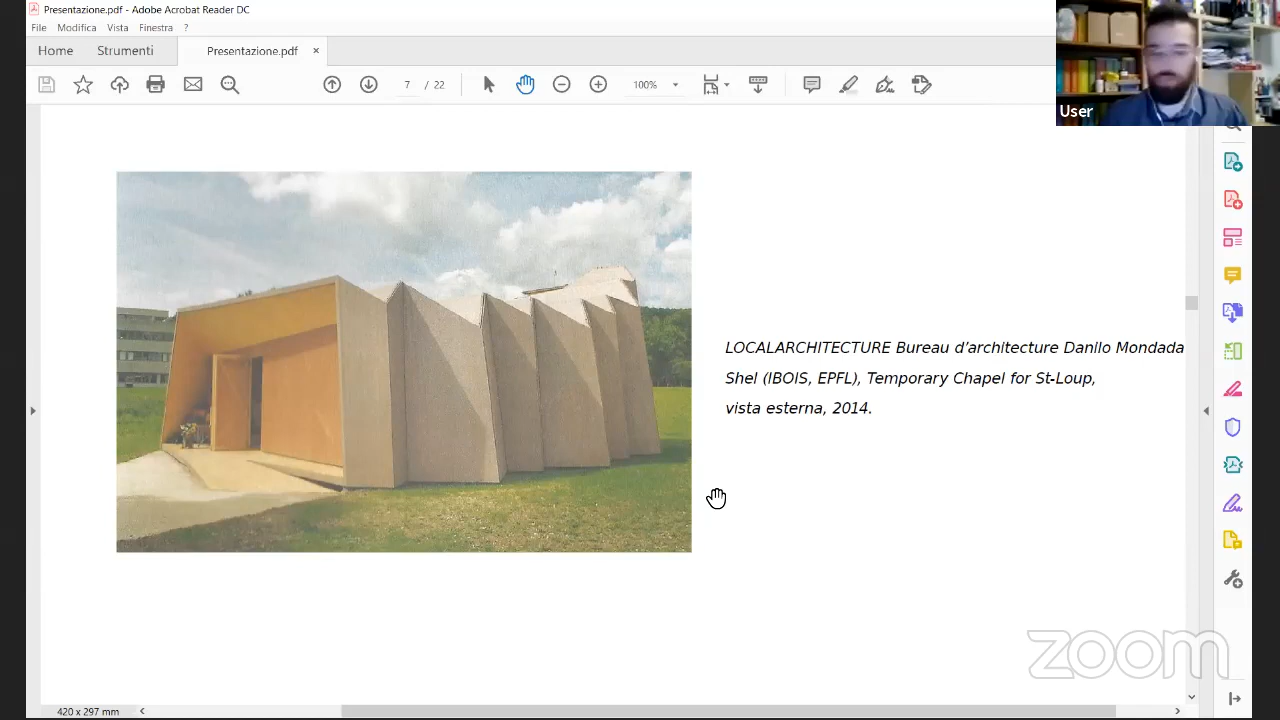 Presentazione.pdf - Adobe Acrobat Reader DC
File Modifica Vista Finestra ?
Home Strumenti Presentazione.pdf ×
7 / 22 100%
User
LOCALARCHITECTURE Bureau d’architecture Danilo Mondada
Shel (IBOIS, EPFL), Temporary Chapel for St-Loup,
vista esterna, 2014.
zoom
420 x 297 mm